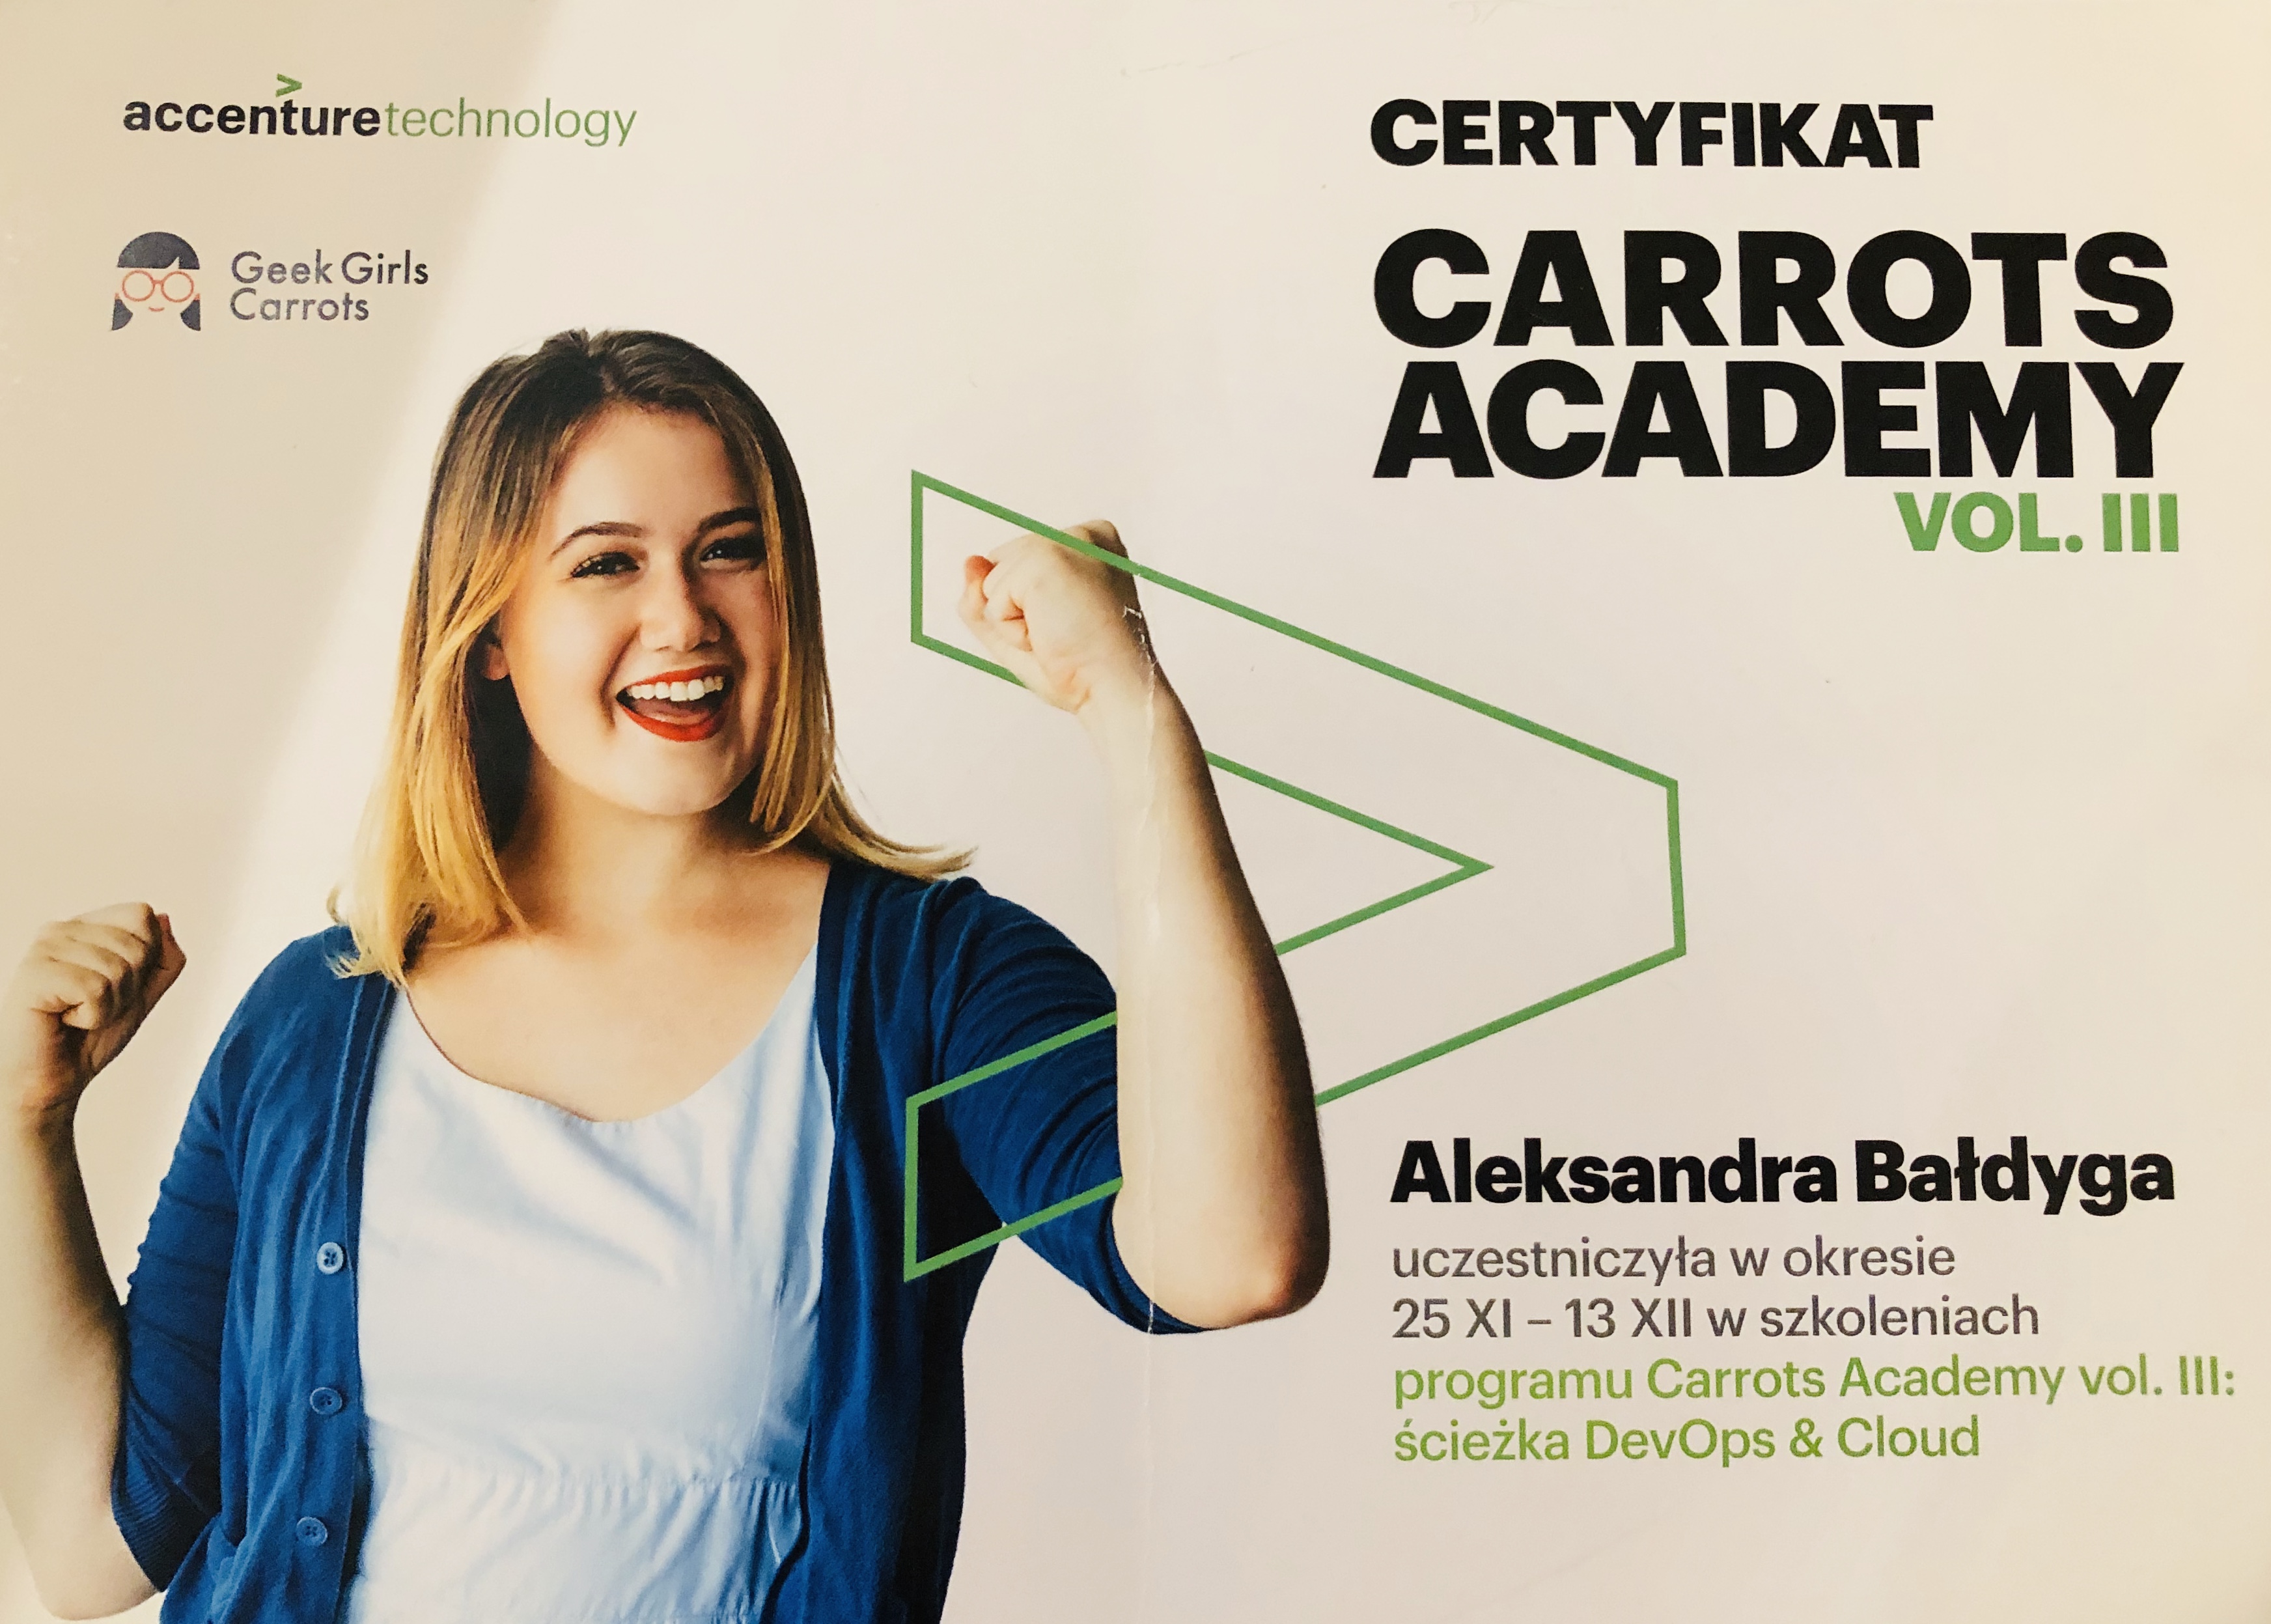 accenturetechnology
Geek Girls
Carrots
CERTYFIKAT
CARROTS
ACADEMY
VOL. III
Aleksandra Bałdyga
uczestniczyła w okresie
25 XI – 13 XII w szkoleniach
programu Carrots Academy vol. III:
ścieżka DevOps & Cloud